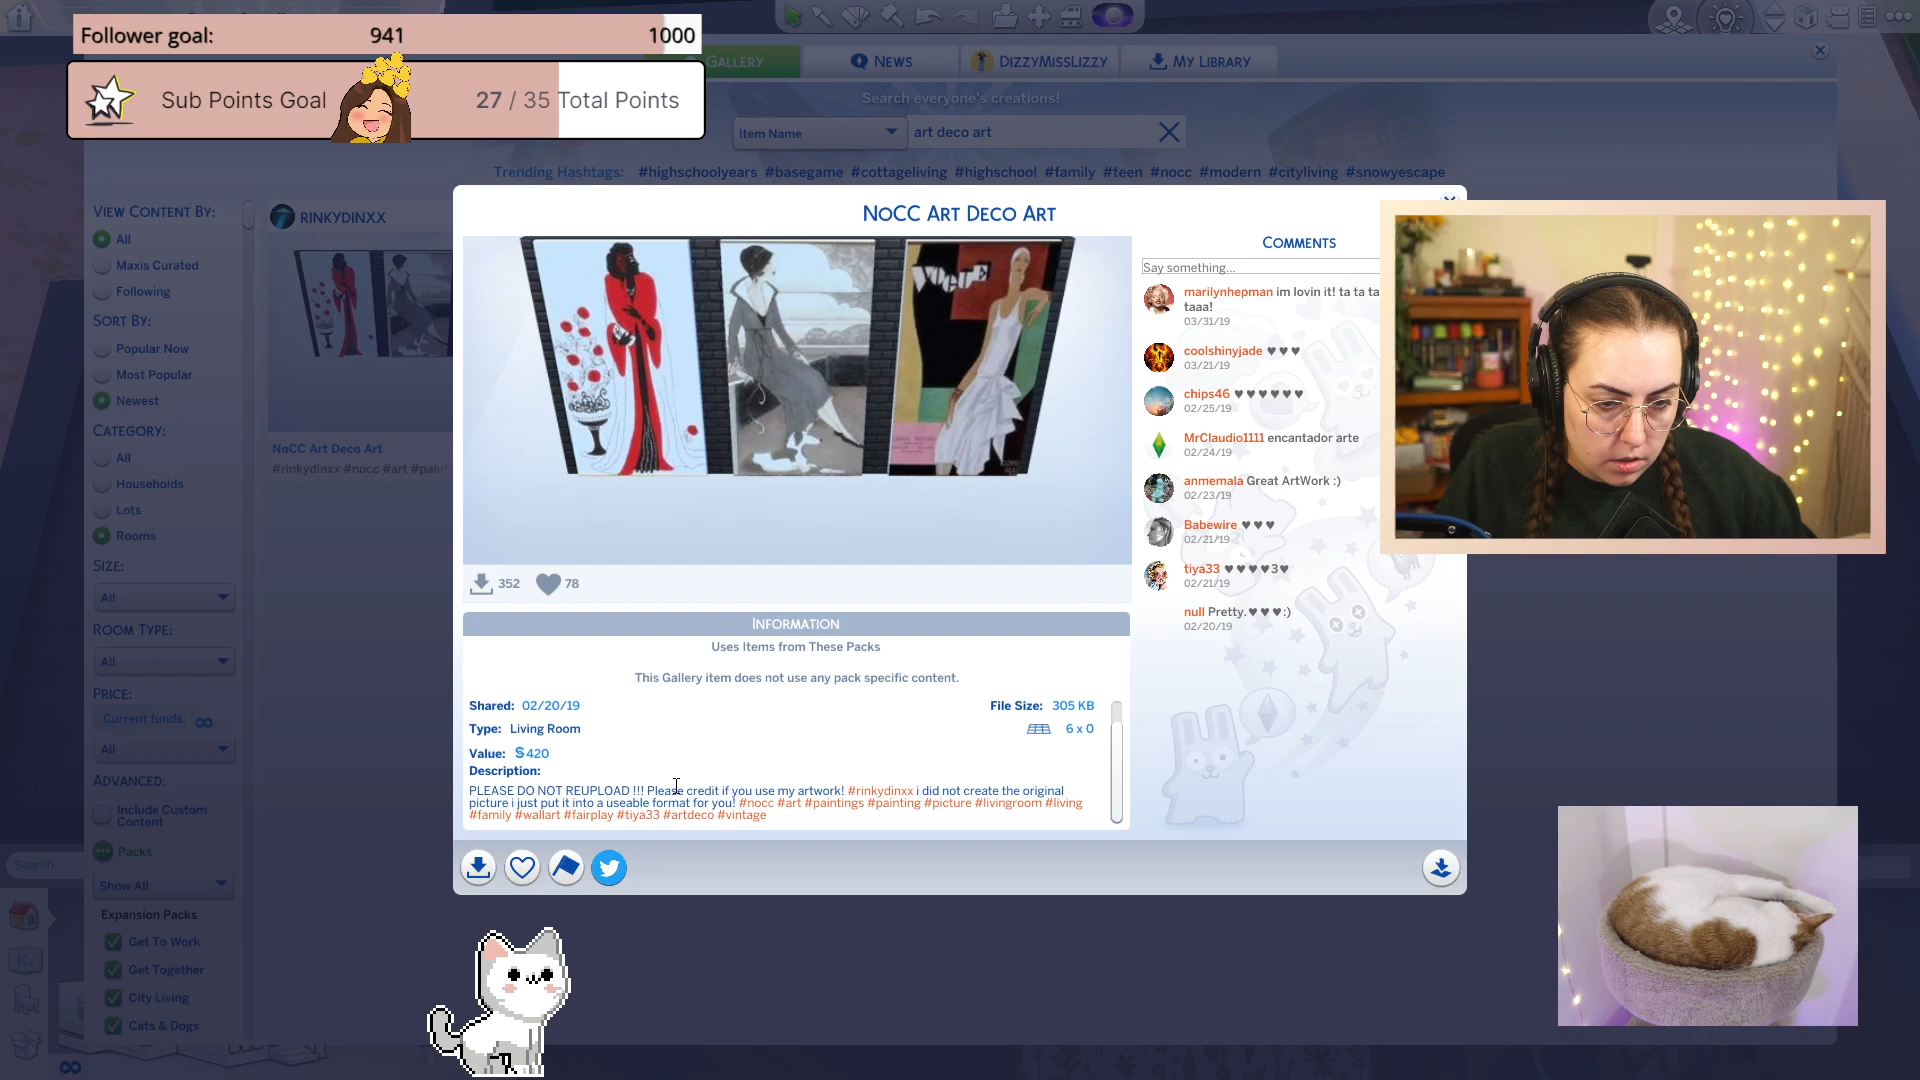 Follower goal: 941 1000
Sub Points Goal 27 / 35 Total Points
GALLERY
NEWS
DIZZYMISSLIZZY
MY LIBRARY
Search everyone's creations!
Item Name
art deco art
Trending Hashtags: #highschoolyears #basegame #cottageliving #highschool #family #teen #nocc #modern #cityliving #snowyescape
VIEW CONTENT BY:
All
Maxis Curated
Following
SORT BY:
Popular Now
Most Popular
Newest
CATEGORY:
All
Households
Lots
Rooms
SIZE:
All
ROOM TYPE:
All
PRICE:
Current funds: ∞
All
ADVANCED:
Include Custom
Content
Packs
Search
Show All
Expansion Packs
Get To Work
Get Together
City Living
Cats & Dogs
RINKYDINXX
NoCC Art Deco Art
#rinkydinxx #nocc #art #paint
NOCC ART DECO ART
VOGUE
352
78
INFORMATION
Uses Items from These Packs
This Gallery item does not use any pack specific content.
Shared: 02/20/19
File Size: 305 KB
Type: Living Room
6 x 0
Value: §420
Description:
PLEASE DO NOT REUPLOAD !!! Please credit if you use my artwork! #rinkydinxx i did not create the original
picture i just put it into a useable format for you! #nocc #art #paintings #painting #picture #livingroom #living
#family #wallart #fairplay #tiya33 #artdeco #vintage
COMMENTS
Say something...
marilynhepman im lovin it! ta ta ta
taaa!
03/31/19
coolshinyjade ♥♥♥
03/21/19
chips46 ♥♥♥♥♥♥
02/25/19
MrClaudio1111 encantador arte
02/24/19
anmemala Great ArtWork :)
02/23/19
Babewire ♥♥♥
02/21/19
tiya33 ♥♥♥♥3♥
02/21/19
null Pretty.♥♥♥:)
02/20/19
∞